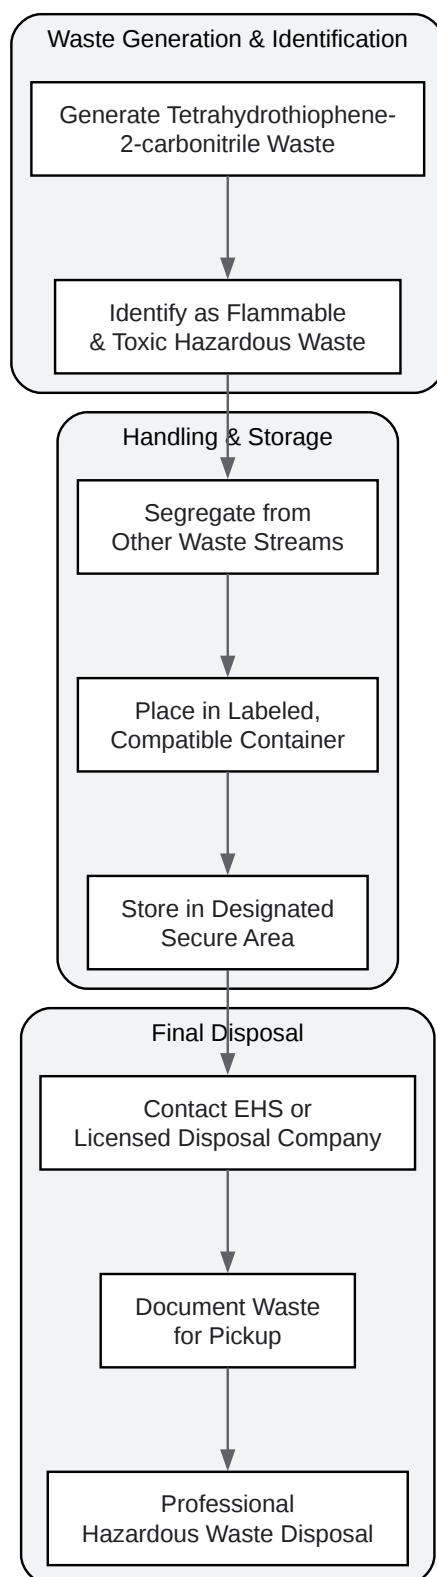 Waste Generation & Identification
Generate Tetrahydrothiophene-
2-carbonitrile Waste
Identify as Flammable
& Toxic Hazardous Waste
Handling & Storage
Segregate from
Other Waste Streams
Place in Labeled,
Compatible Container
Store in Designated
Secure Area
Final Disposal
Contact EHS or
Licensed Disposal Company
Document Waste
for Pickup
Professional
Hazardous Waste Disposal